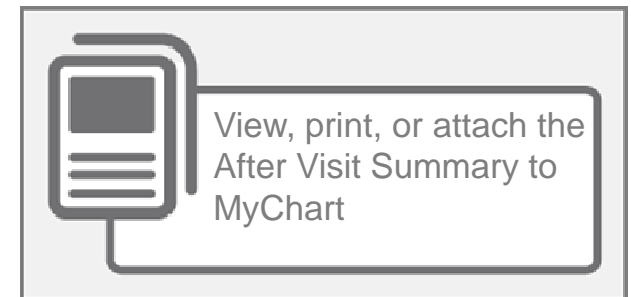 View, print, or attach the
After Visit Summary to
MyChart